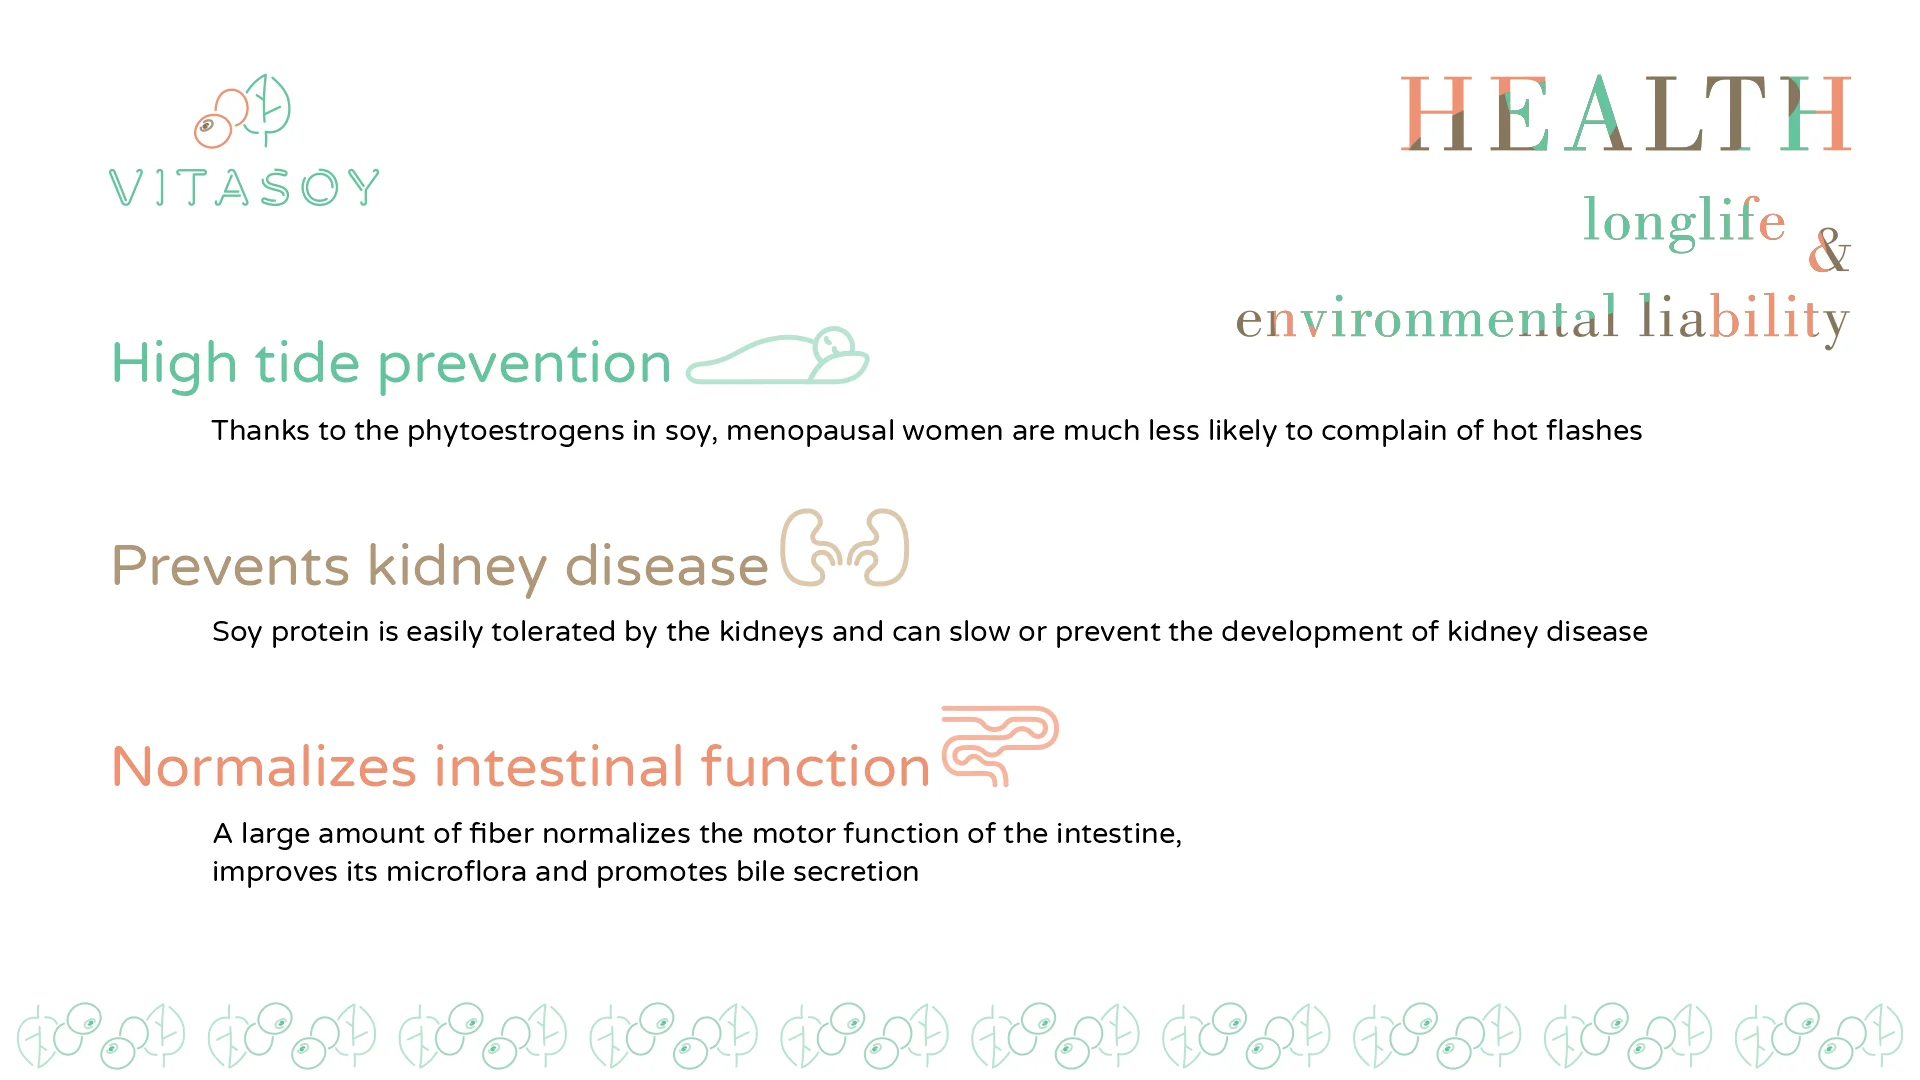 VITASOY
HEALTH
longlife
&
environmental liability
High tide prevention
Thanks to the phytoestrogens in soy, menopausal women are much less likely to complain of hot flashes
Prevents kidney disease
Soy protein is easily tolerated by the kidneys and can slow or prevent the development of kidney disease
Normalizes intestinal function
A large amount of fiber normalizes the motor function of the intestine,
improves its microflora and promotes bile secretion